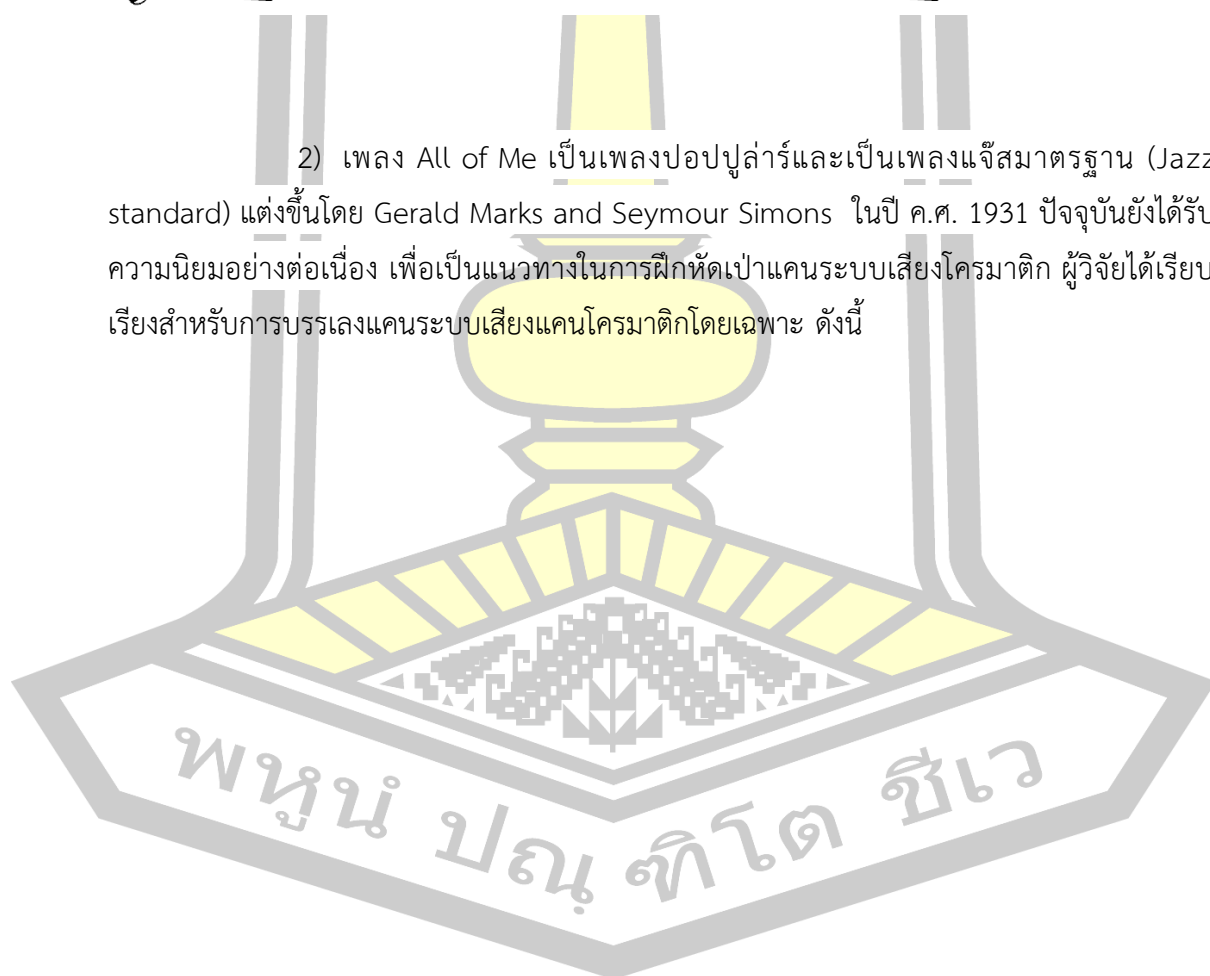 2) เพลง All of Me เป็นเพลงปอปปูล่าร์และเป็นเพลงแจ๊สมาตรฐาน (Jazz
standard) แต่งขึ้นโดย Gerald Marks and Seymour Simons ในปี ค.ศ. 1931 ปัจจุบันยังได้รับ
ความนิยมอย่างต่อเนื่อง เพื่อเป็นแนวทางในการฝึกหัดเป่าแคนระบบเสียงโครมาติก ผู้วิจัยได้เรียบ
เรียงสำหรับการบรรเลงแคนระบบเสียงแคนโครมาติกโดยเฉพาะ ดังนี้
พหูนํ ปณฺ ฑิโต ชีเว